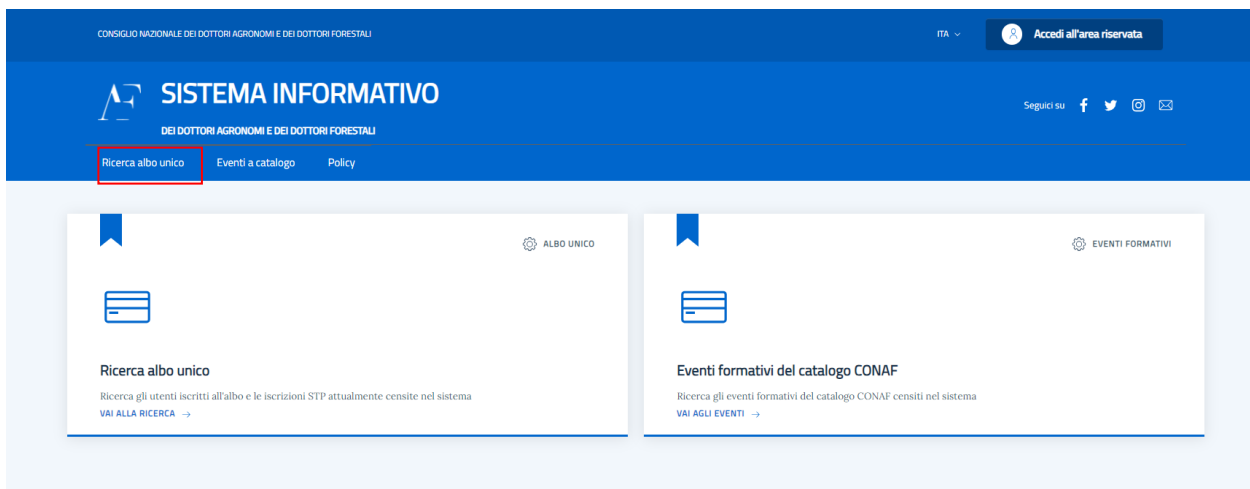 CONSIGLIO NAZIONALE DEI DOTTORI AGRONOMI E DEI DOTTORI FORESTALI
ITA
Accedi all'area riservata
SISTEMA INFORMATIVO
DEI DOTTORI AGRONOMI E DEI DOTTORI FORESTALI
Seguici su
Ricerca albo unico
Eventi a catalogo
Policy
ALBO UNICO
Ricerca albo unico
Ricerca gli utenti iscritti all'albo e le iscrizioni STP attualmente censite nel sistema
VAI ALLA RICERCA →
EVENTI FORMATIVI
Eventi formativi del catalogo CONAF
Ricerca gli eventi formativi del catalogo CONAF censiti nel sistema
VAI AGLI EVENTI →